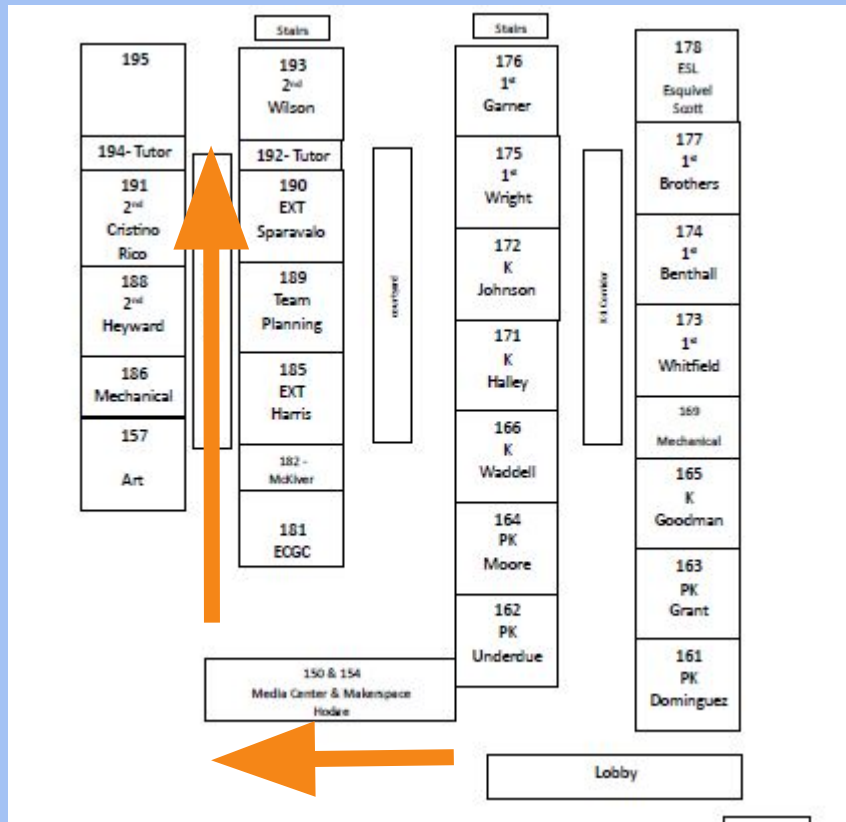 Stairs
Stairs
195
194- Tutor
191
2nd
Cristino
Rico
188
2nd
Heyward
186
Mechanical
157
Art
193
2nd
Wilson
192- Tutor
190
EXT
Sparavalo
189
Team
Planning
185
EXT
Harris
182 -
McKiver
181
ECGC
courtyard
176
1st
Garner
175
1st
Wright
172
K
Johnson
171
K
Halley
166
K
Waddell
164
PK
Moore
162
PK
Underdue
Corridor
178
ESL
Esquivel
Scott
177
1st
Brothers
174
1st
Benthall
173
1st
Whitfield
169
Mechanical
165
K
Goodman
163
PK
Grant
161
PK
Dominguez
150 & 154
Media Center & Makerspace
Lobby